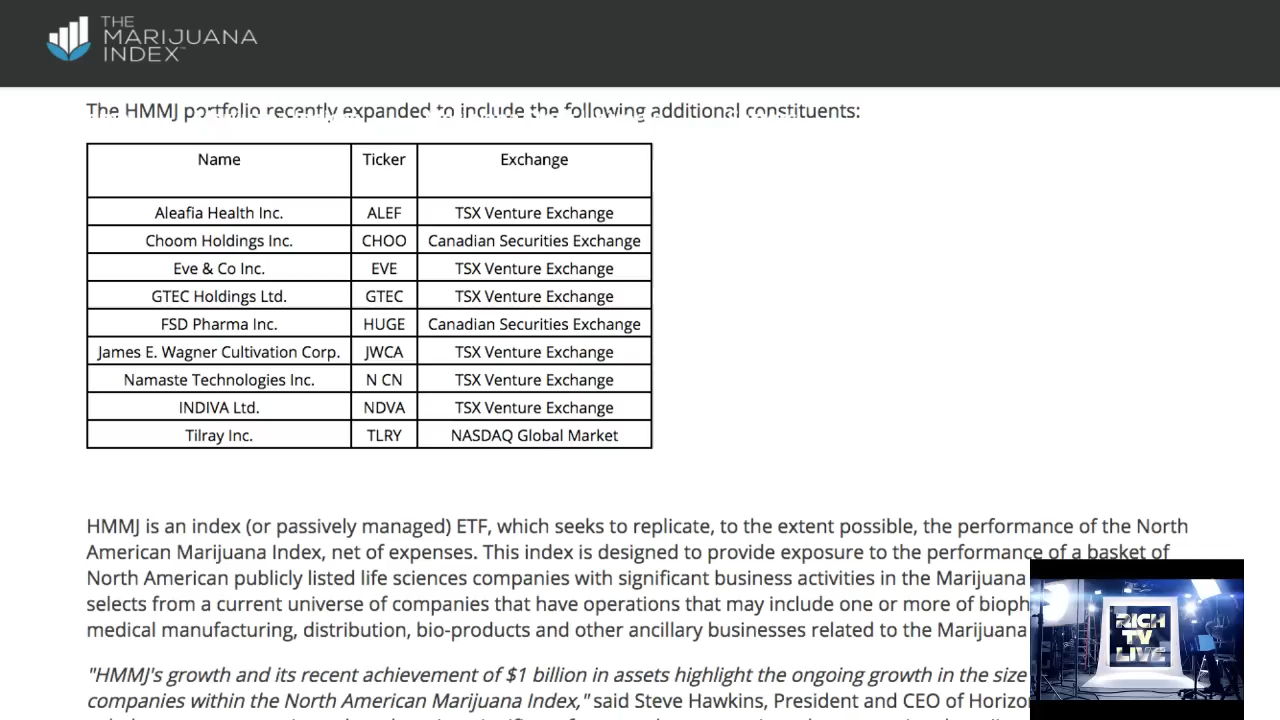 THE
MARIJUANA
INDEX™
The HMMJ portfolio recently expanded to include the following additional constituents:
Name Ticker Exchange
Aleafia Health Inc. ALEF TSX Venture Exchange
Choom Holdings Inc. CHOO Canadian Securities Exchange
Eve & Co Inc. EVE TSX Venture Exchange
GTEC Holdings Ltd. GTEC TSX Venture Exchange
FSD Pharma Inc. HUGE Canadian Securities Exchange
James E. Wagner Cultivation Corp. JWCA TSX Venture Exchange
Namaste Technologies Inc. N CN TSX Venture Exchange
INDIVA Ltd. NDVA TSX Venture Exchange
Tilray Inc. TLRY NASDAQ Global Market
HMMJ is an index (or passively managed) ETF, which seeks to replicate, to the extent possible, the performance of the North
American Marijuana Index, net of expenses. This index is designed to provide exposure to the performance of a basket of
North American publicly listed life sciences companies with significant business activities in the Marijuana
selects from a current universe of companies that have operations that may include one or more of bioph
medical manufacturing, distribution, bio-products and other ancillary businesses related to the Marijuana
"HMMJ's growth and its recent achievement of $1 billion in assets highlight the ongoing growth in the size
companies within the North American Marijuana Index," said Steve Hawkins, President and CEO of Horizo
RICH
TV
LIVE